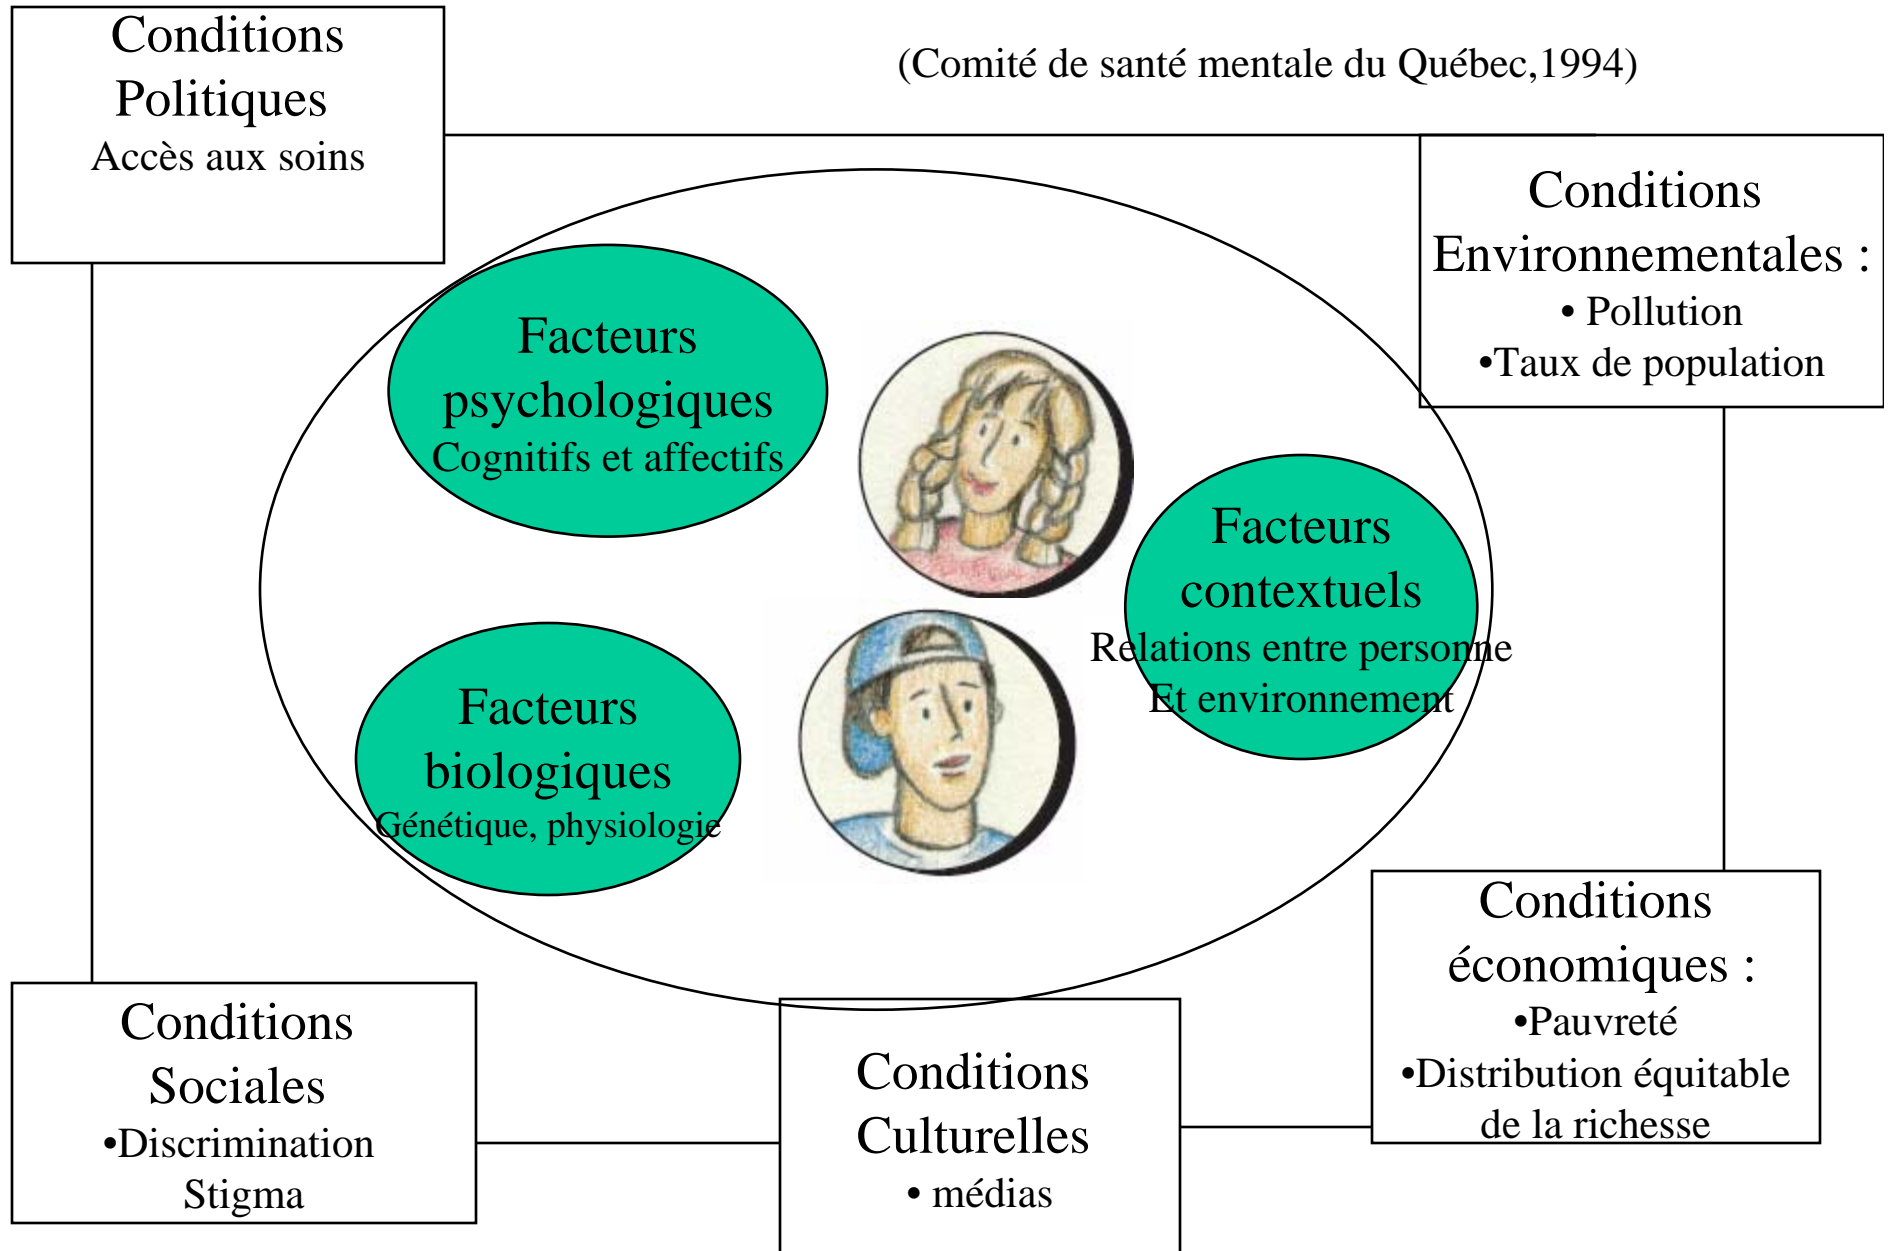 Conditions
Politiques
Accès aux soins
(Comité de santé mentale du Québec,1994)
Conditions
Environnementales :
• Pollution
•Taux de population
Facteurs
psychologiques
Cognitifs et affectifs
Facteurs
contextuels
Relations entre personne
Et environnement
Facteurs
biologiques
Génétique, physiologie
Conditions
économiques :
•Pauvreté
•Distribution équitable
de la richesse
Conditions
Sociales
•Discrimination
Stigma
Conditions
Culturelles
• médias